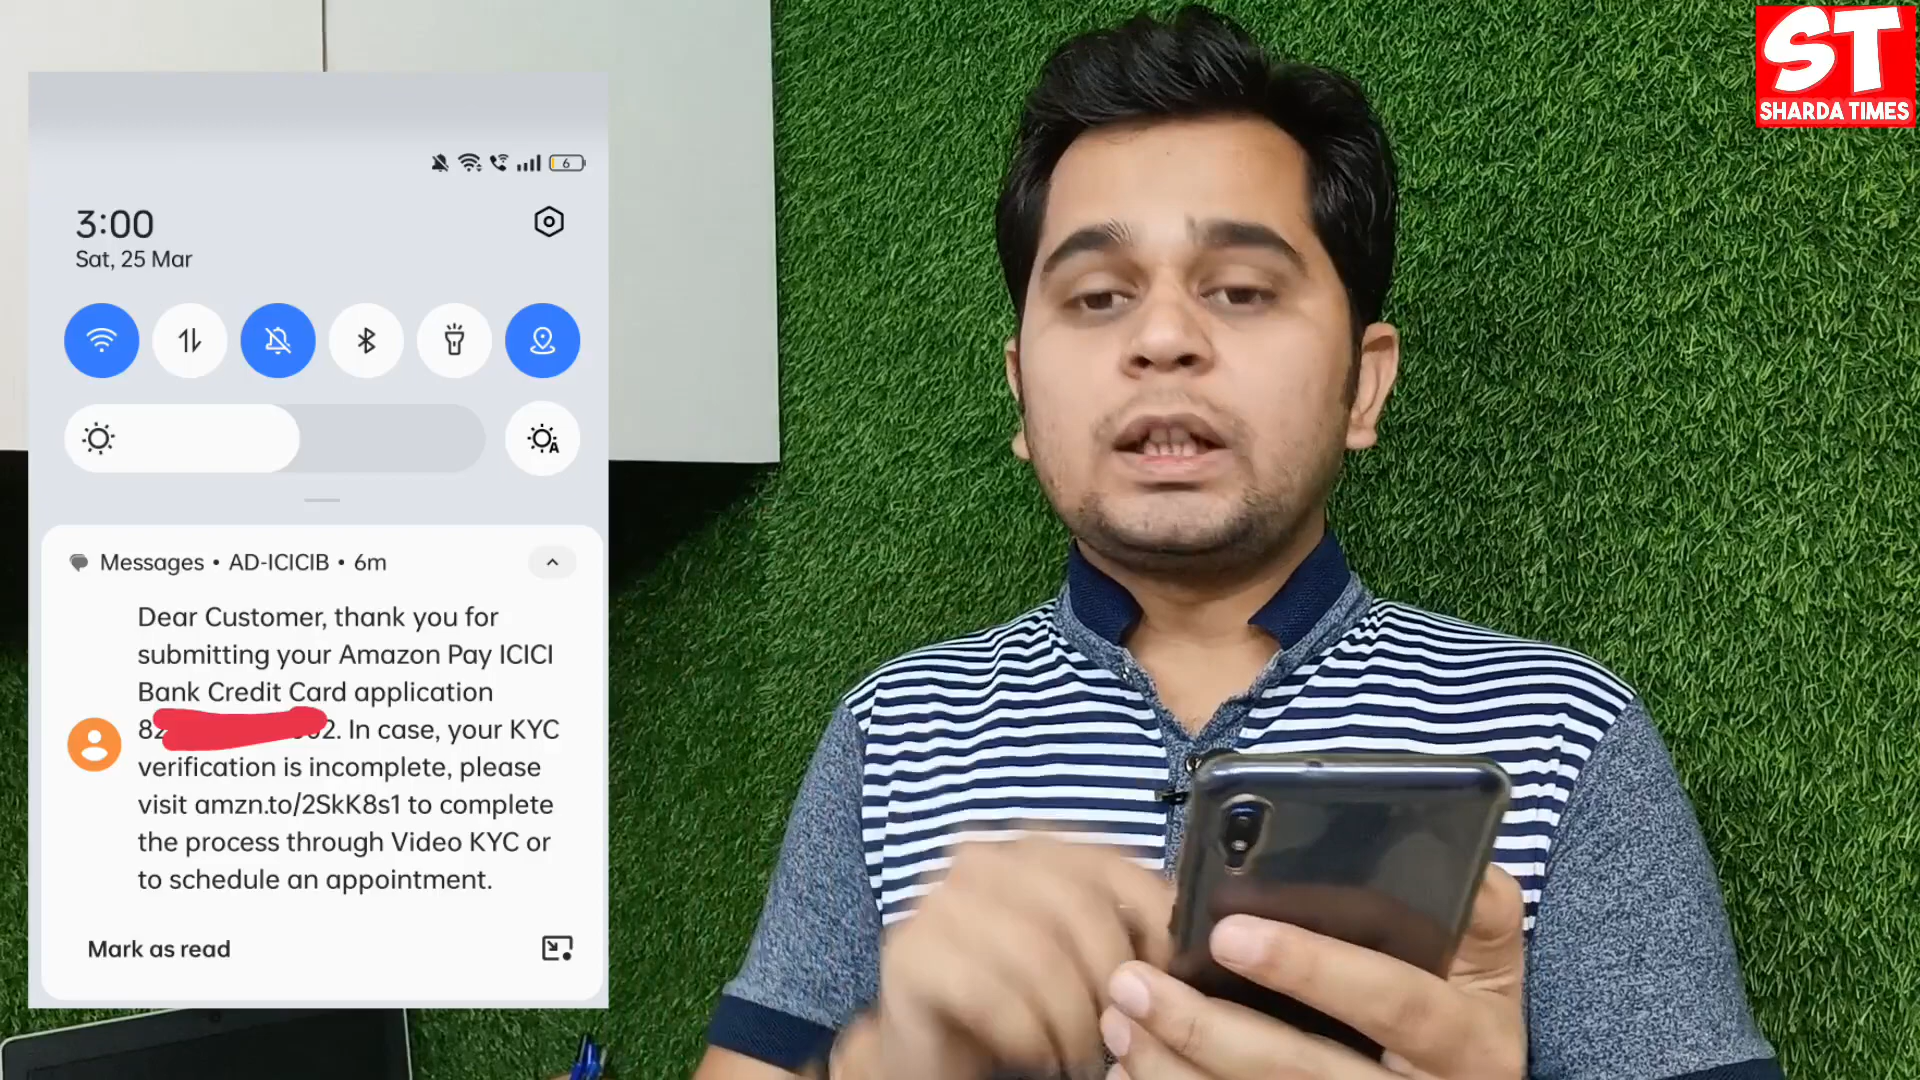 ST
SHARDA TIMES
6
3:00
Sat, 25 Mar
A
Messages • AD-ICICIB • 6m
Dear Customer, thank you for
submitting your Amazon Pay ICICI
Bank Credit Card application
82. In case, your KYC
verification is incomplete, please
visit amzn.to/2SkK8s1 to complete
the process through Video KYC or
to schedule an appointment.
Mark as read